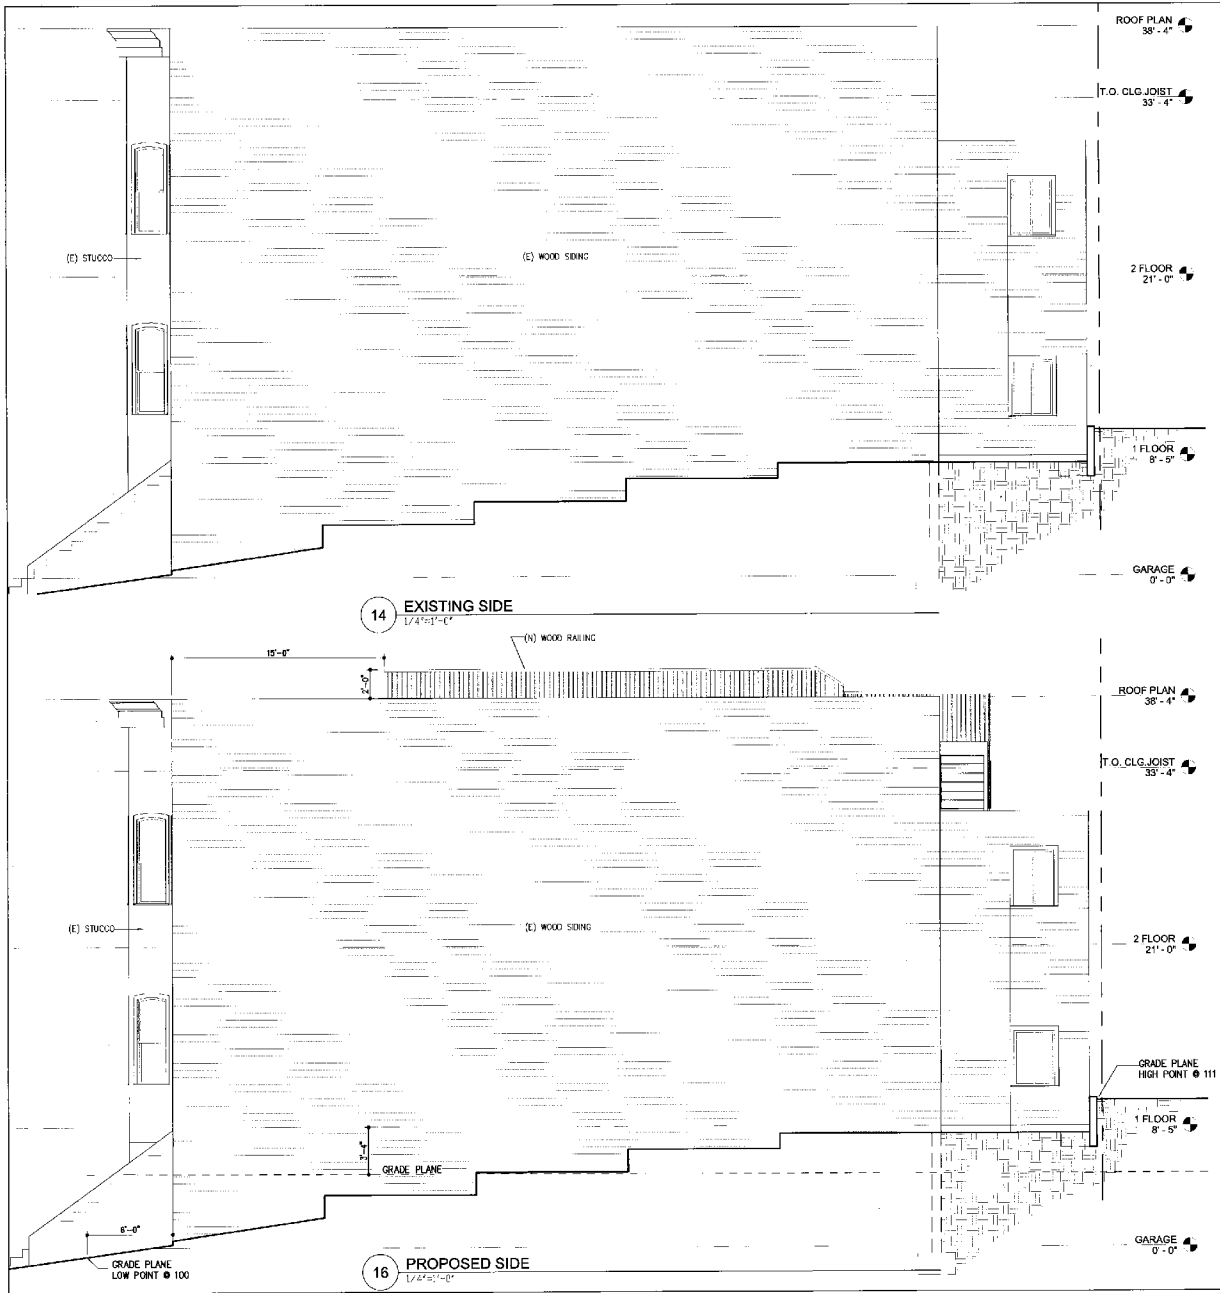 ROOF PLAN
38' - 4"
T.O. CLG.JOIST
33' - 4"
(E) STUCCO
(E) WOOD SIDING
2 FLOOR
21' - 0"
1 FLOOR
8' - 5"
GARAGE
0' - 0"
14 EXISTING SIDE
1/4"=1'-0"
(N) WOOD RAILING
15'-0"
2'-0"
ROOF PLAN
38' - 4"
T.O. CLG.JOIST
33' - 4"
(E) STUCCO
(E) WOOD SIDING
2 FLOOR
21' - 0"
GRADE PLANE
HIGH POINT @ 111
1 FLOOR
8' - 5"
3'-4"
GRADE PLANE
6'-0"
GRADE PLANE
LOW POINT @ 100
GARAGE
0' - 0"
16 PROPOSED SIDE
1/4"=1'-0"